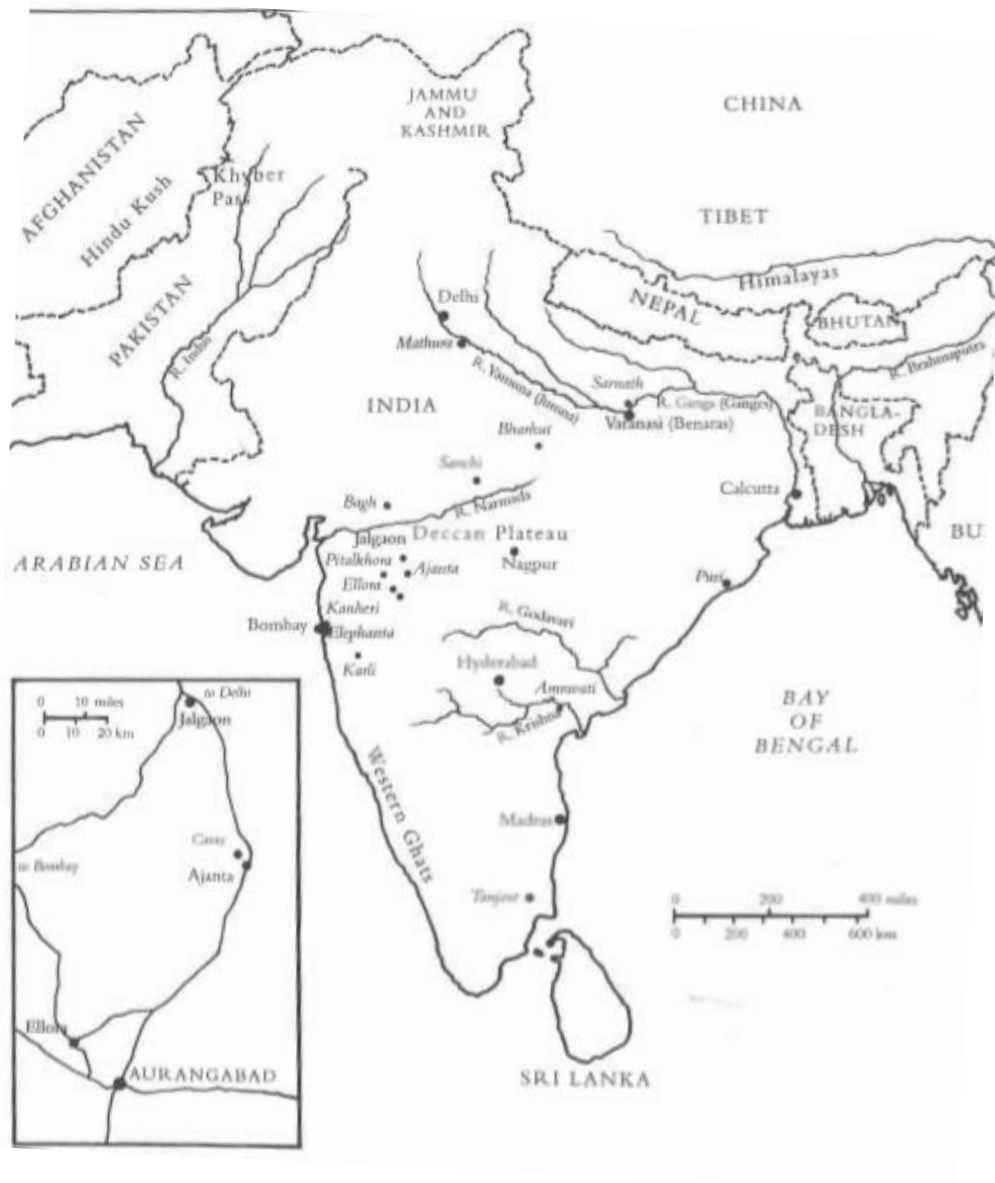 JAMMU
AND
KASHMIR
CHINA
AFGHANISTAN
Hindu Kush
Khyber
Pass
TIBET
PAKISTAN
R. Indus
Himalayas
NEPAL
BHUTAN
Delhi
Mathura
R. Yamuna (Jumna)
R. Brahmaputra
Sarnath
R. Ganga (Ganges)
Varanasi (Benaras)
BANGLA-
DESH
INDIA
Bharhut
Sanchi
Bagh
R. Narmada
Calcutta
BU
ARABIAN SEA
Jalgaon
Deccan Plateau
Pitalkhora
Ajanta
Nagpur
Ellora
Puri
Kanheri
Bombay
Elephanta
R. Godavari
Karli
Hyderabad
Amravati
R. Krishna
BAY
OF
BENGAL
Western Ghats
Madras
Tanjore
0 200 400 miles
0 200 400 600 km
SRI LANKA
0 10 miles
0 10 20 km
to Delhi
Jalgaon
Caves
to Bombay
Ajanta
Ellora
AURANGABAD